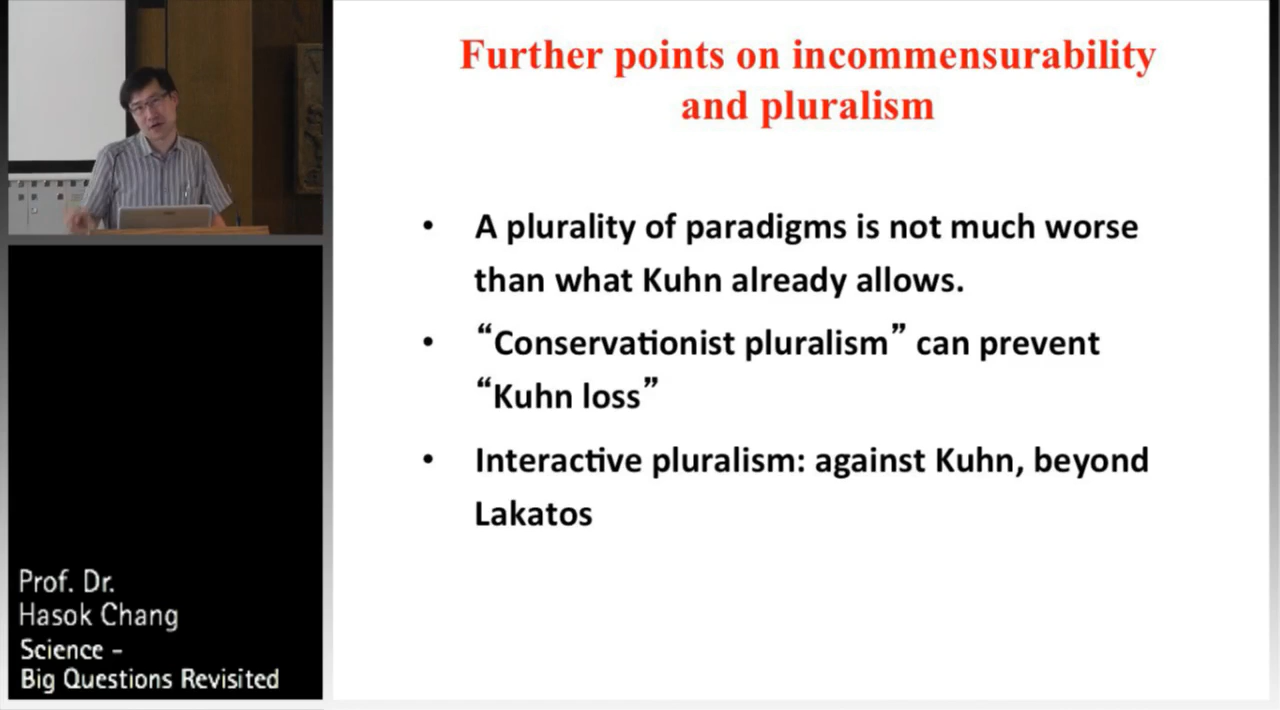 Further points on incommensurability
and pluralism
• A plurality of paradigms is not much worse
than what Kuhn already allows.
• “Conservationist pluralism” can prevent
“Kuhn loss”
• Interactive pluralism: against Kuhn, beyond
Lakatos
Prof. Dr.
Hasok Chang
Science -
Big Questions Revisited